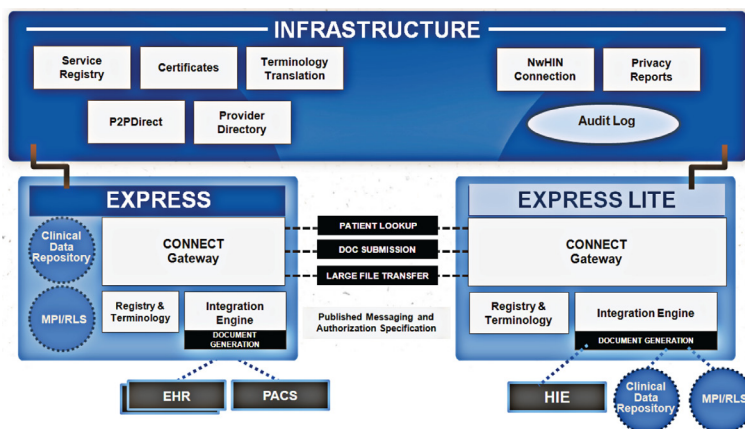 INFRASTRUCTURE
Service
Registry
Certificates
Terminology
Translation
NwHIN
Connection
Privacy
Reports
P2PDirect
Provider
Directory
Audit Log
EXPRESS
Clinical
Data
Repository
CONNECT
Gateway
MPI/RLS
Registry &
Terminology
Integration
Engine
DOCUMENT
GENERATION
EHR
PACS
PATIENT LOOKUP
DOC SUBMISSION
LARGE FILE TRANSFER
Published Messaging and
Authorization Specification
EXPRESS LITE
CONNECT
Gateway
Registry &
Terminology
Integration Engine
DOCUMENT GENERATION
HIE
Clinical
Data
Repository
MPI/RLS